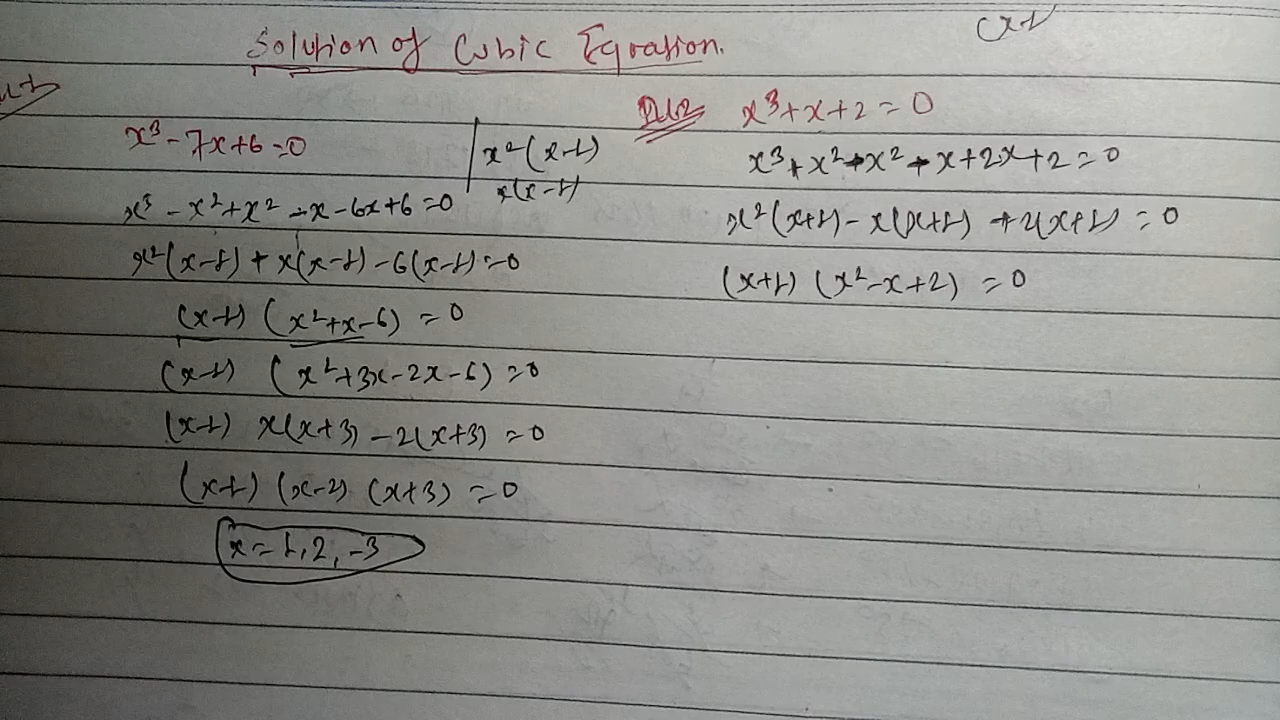 Solution of Cubic Eqration.
x³ - 7x + 6 = 0
x²(x-1)
x(x-1)
x³ - x² + x² - x - 6x + 6 = 0
x²(x-1) + x(x-1) - 6(x-1) = 0
(x-1) (x²+x-6) = 0
(x-1) (x²+3x-2x-6) = 0
(x-1) x(x+3) - 2(x+3) = 0
(x-1) (x-2) (x+3) = 0
x = 1, 2, -3
x³ + x + 2 = 0
x³ + x² - x² - x + 2x + 2 = 0
x²(x+1) - x(x+1) + 2(x+1) = 0
(x+1) (x²-x+2) = 0